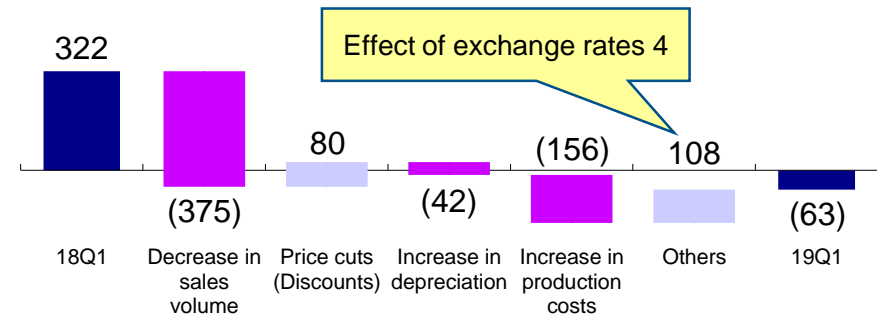 Effect of exchange rates 4
322
(375)
80
(42)
(156)
108
(63)
18Q1
Decrease in
sales
volume
Price cuts
(Discounts)
Increase in
depreciation
Increase in
production
costs
Others
19Q1